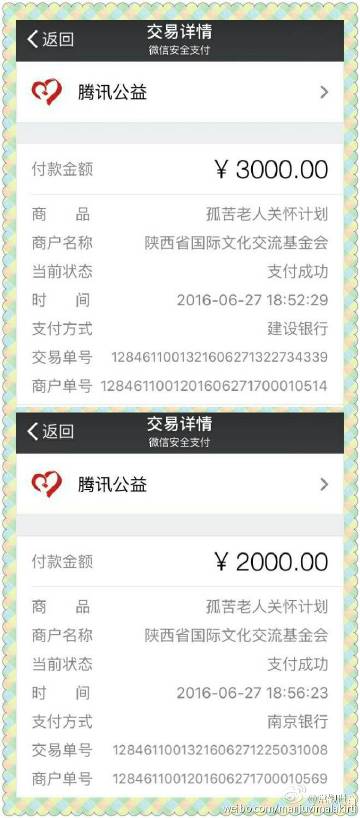 返回
交易详情
微信安全支付
腾讯公益
付款金额 ¥ 3000.00
商 品 孤苦老人关怀计划
商户名称 陕西省国际文化交流基金会
当前状态 支付成功
时 间 2016-06-27 18:52:29
支付方式 建设银行
交易单号 1284611001321606271322734339
商户单号 1284611001201606271700010514
返回
交易详情
微信安全支付
腾讯公益
付款金额 ¥ 2000.00
商 品 孤苦老人关怀计划
商户名称 陕西省国际文化交流基金会
当前状态 支付成功
时 间 2016-06-27 18:56:23
支付方式 南京银行
交易单号 1284611001321606271225031008
商户单号 1284611001201606271700010569
weibo.com/manjuvimalakirti